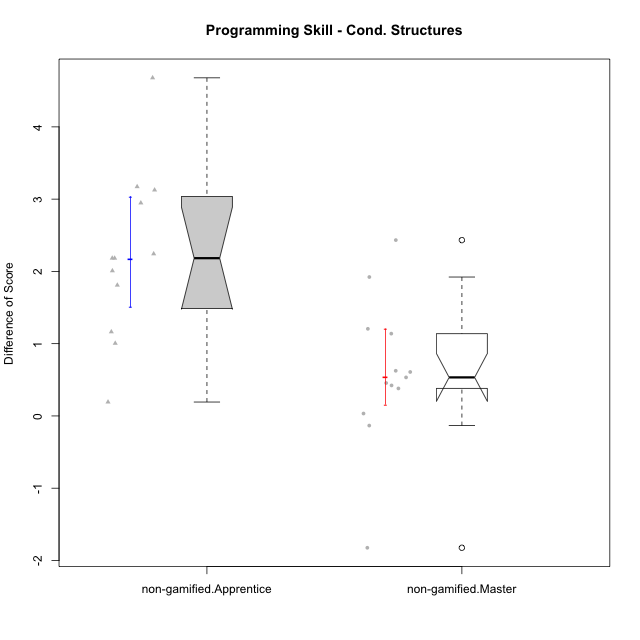 Programming Skill - Cond. Structures
Difference of Score
4
3
2
1
0
-1
-2
non-gamified.Apprentice
non-gamified.Master